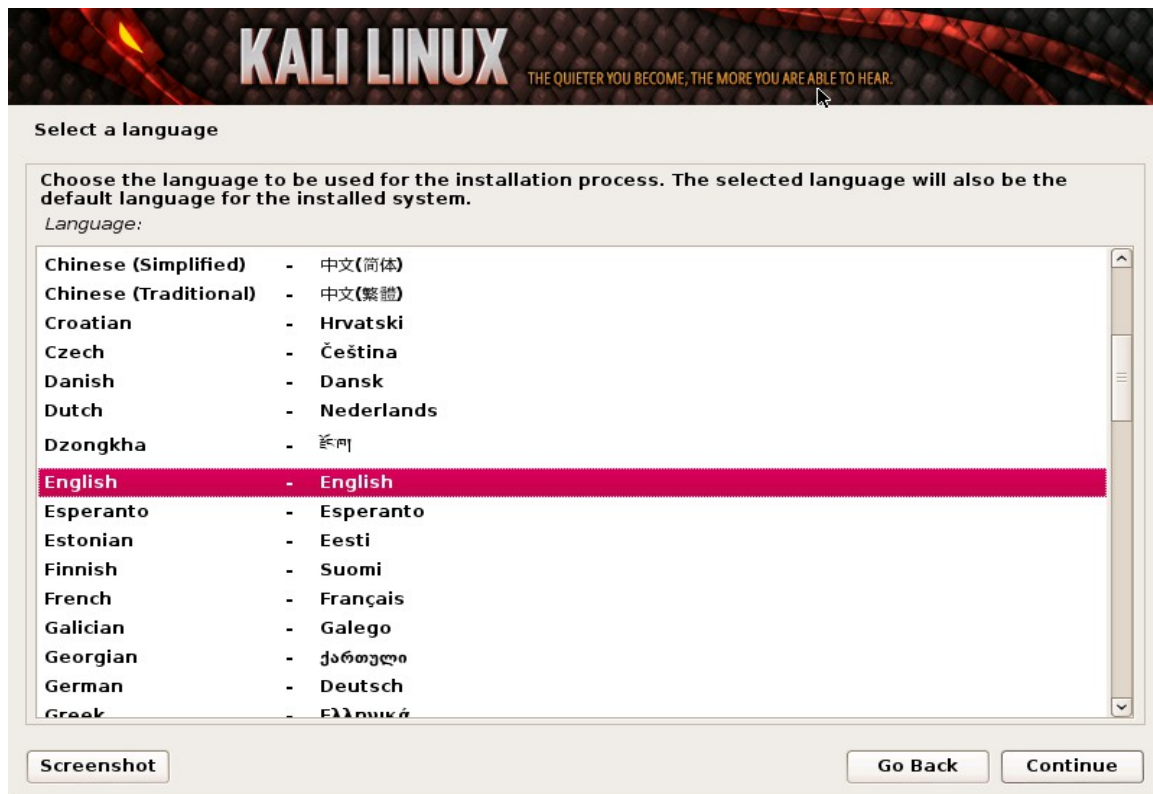 KALI LINUX THE QUIETER YOU BECOME, THE MORE YOU ARE ABLE TO HEAR.
Select a language
Choose the language to be used for the installation process. The selected language will also be the
default language for the installed system.
Language:
Chinese (Simplified) - 中文(简体)
Chinese (Traditional) - 中文(繁體)
Croatian - Hrvatski
Czech - Čeština
Danish - Dansk
Dutch - Nederlands
Dzongkha - རྫོང་ཁ།
English - English
Esperanto - Esperanto
Estonian - Eesti
Finnish - Suomi
French - Français
Galician - Galego
Georgian - ქართული
German - Deutsch
Greek - Ελληνικά
Screenshot Go Back Continue